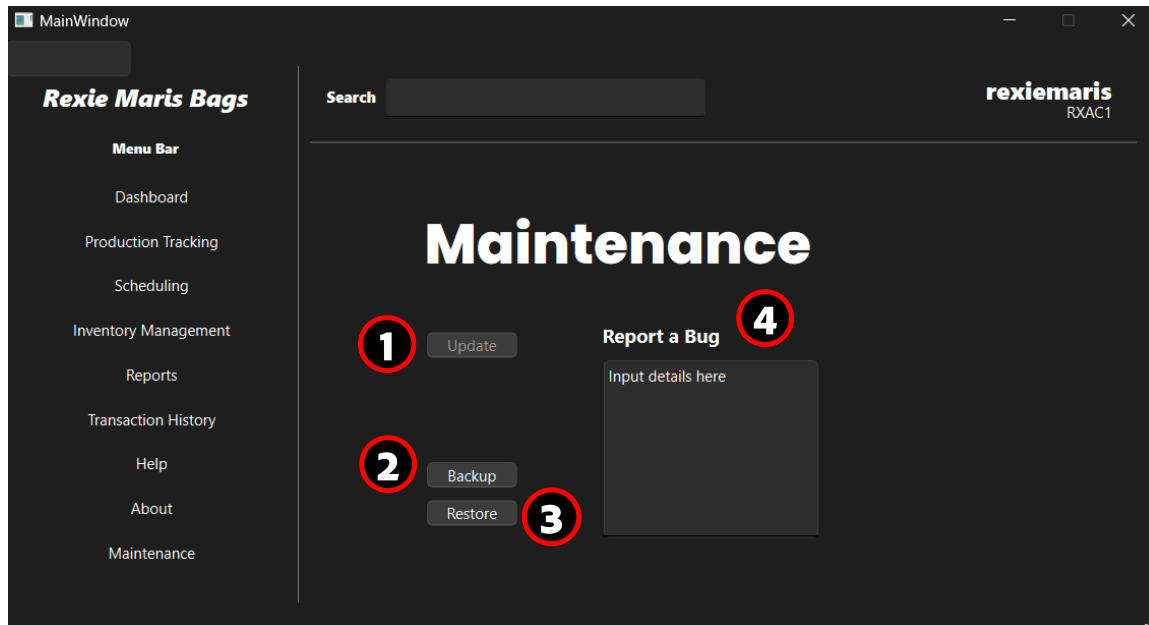 MainWindow
Rexie Maris Bags
Menu Bar
Dashboard
Production Tracking
Scheduling
Inventory Management
Reports
Transaction History
Help
About
Maintenance
Search
rexiemaris
RXAC1
Maintenance
1
Update
2
Backup
Restore
3
Report a Bug
4
Input details here